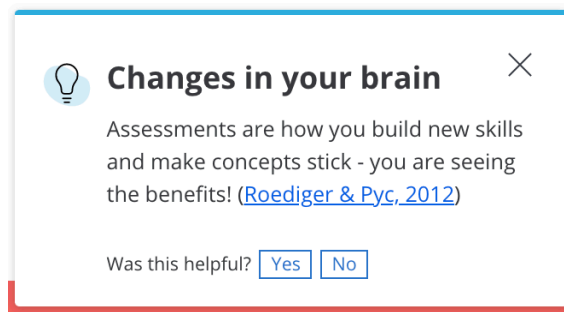 Changes in your brain
Assessments are how you build new skills
and make concepts stick - you are seeing
the benefits! (Roediger & Pyc, 2012)
Was this helpful? Yes No